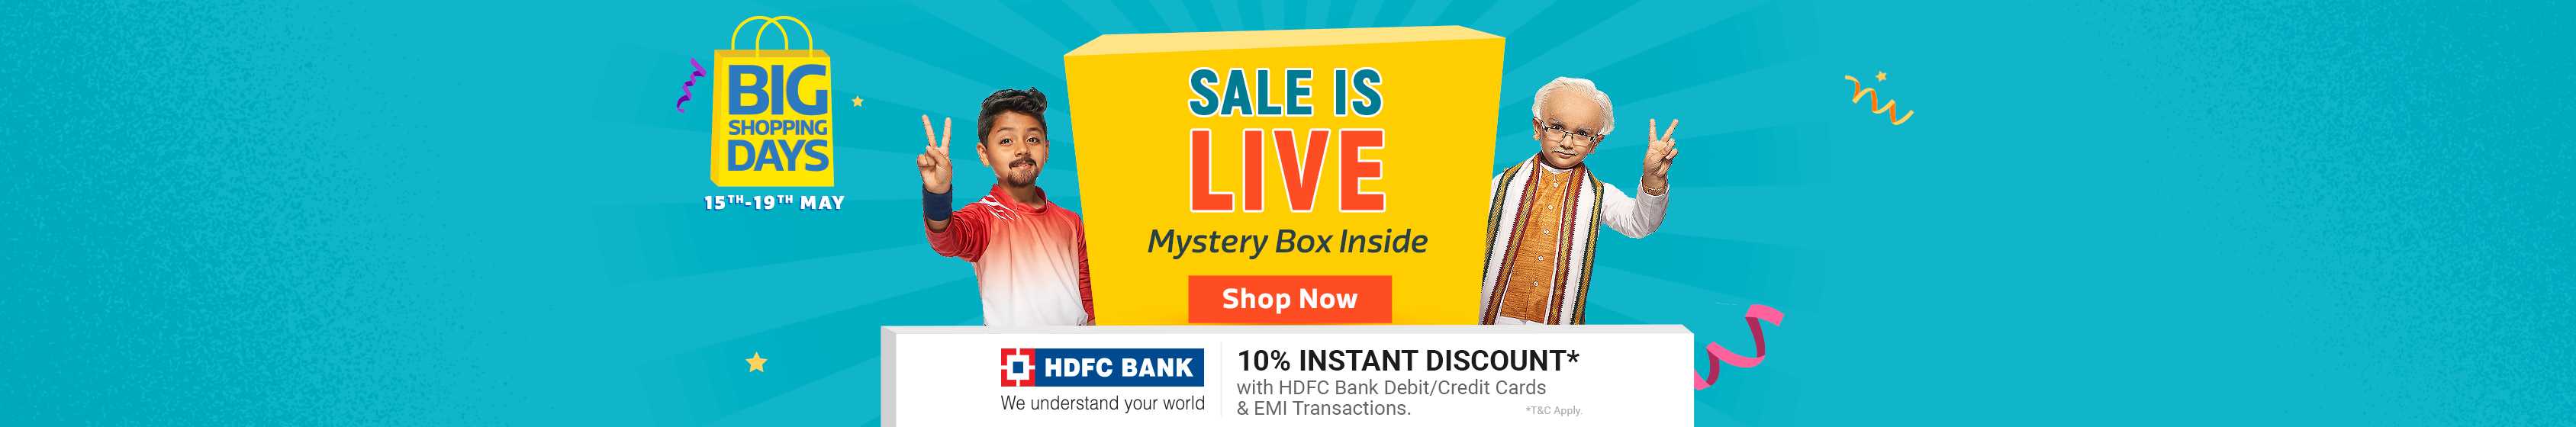 BIG
SHOPPING
DAYS
15TH-19TH MAY
SALE IS
LIVE
Mystery Box Inside
Shop Now
HDFC BANK
We understand your world
10% INSTANT DISCOUNT*
with HDFC Bank Debit/Credit Cards
& EMI Transactions.
*T&C Apply.